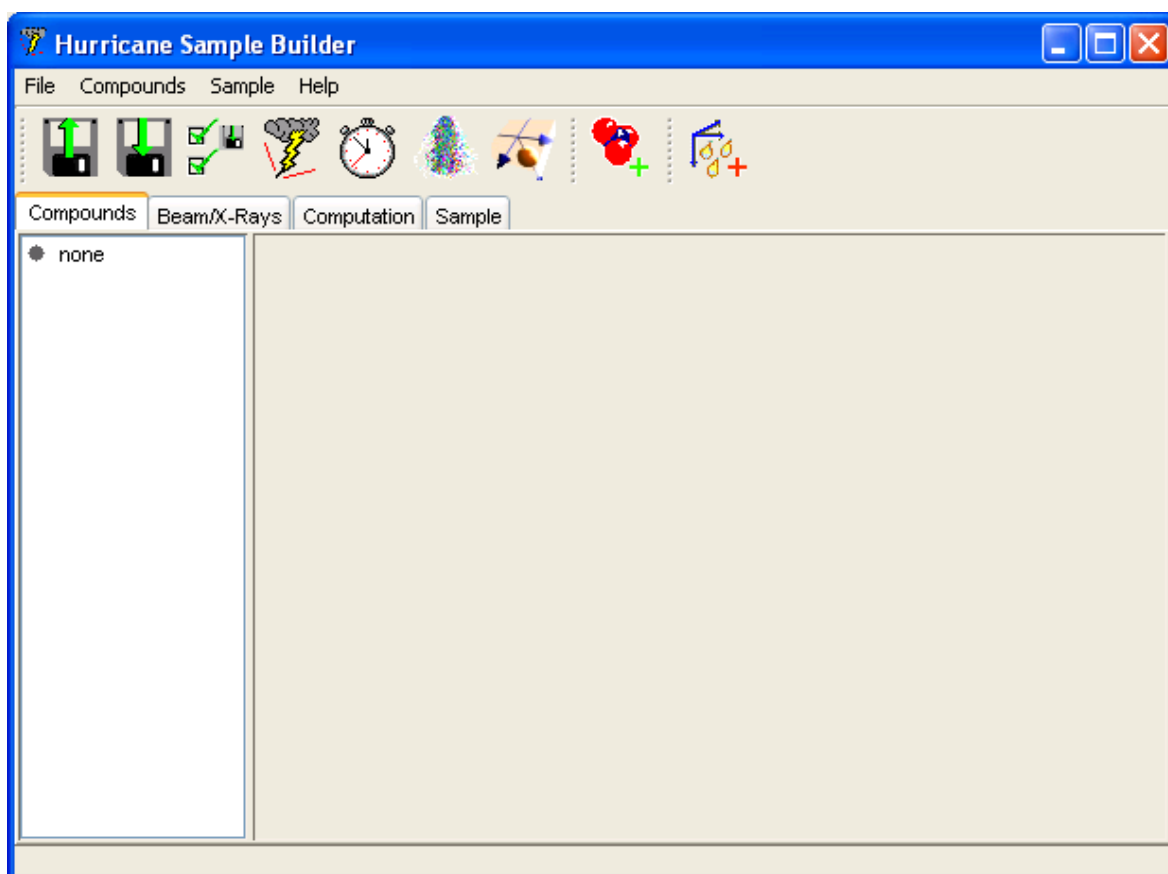 Hurricane Sample Builder
File Compounds Sample Help
Compounds Beam/X-Rays Computation Sample
none